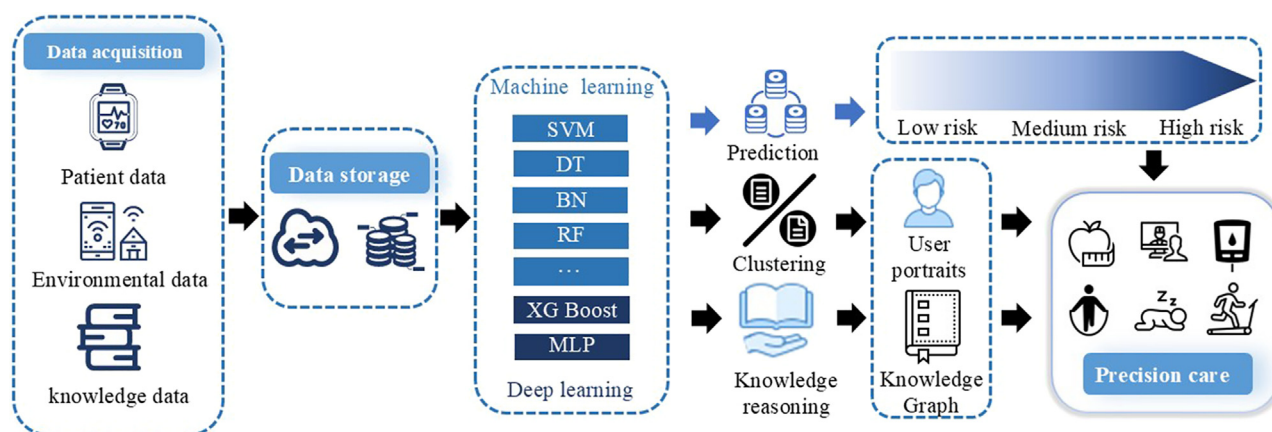 Data acquisition
70
Patient data
Environmental data
knowledge data
Data storage
Machine learning
SVM
DT
BN
RF
...
XG Boost
MLP
Deep learning
Prediction
Clustering
Knowledge
reasoning
Low risk
Medium risk
High risk
User
portraits
Knowledge
Graph
z z
Precision care